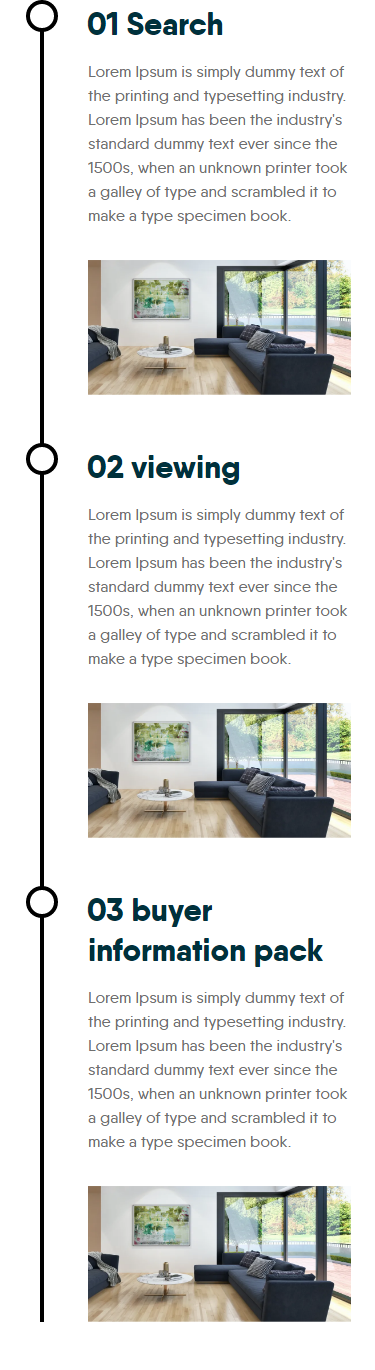 01 Search
Lorem Ipsum is simply dummy text of
the printing and typesetting industry.
Lorem Ipsum has been the industry's
standard dummy text ever since the
1500s, when an unknown printer took
a galley of type and scrambled it to
make a type specimen book.
02 viewing
Lorem Ipsum is simply dummy text of
the printing and typesetting industry.
Lorem Ipsum has been the industry's
standard dummy text ever since the
1500s, when an unknown printer took
a galley of type and scrambled it to
make a type specimen book.
03 buyer
information pack
Lorem Ipsum is simply dummy text of
the printing and typesetting industry.
Lorem Ipsum has been the industry's
standard dummy text ever since the
1500s, when an unknown printer took
a galley of type and scrambled it to
make a type specimen book.